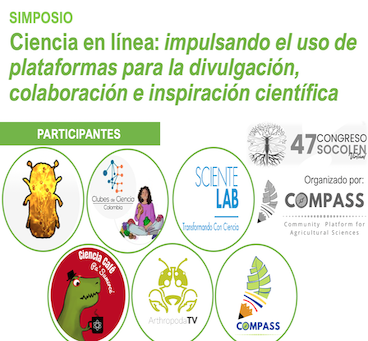 SIMPOSIO
Ciencia en línea: impulsando el uso de
plataformas para la divulgación,
colaboración e inspiración científica
PARTICIPANTES
47 CONGRESO
SOCOLEN
Organizado por:
COMPASS
Community Platform for
Agricultural Sciences
Clubes de Ciencia
Colombia
SCIENTE
LAB
Transformando Con Ciencia
Ciencia Café
Pa' Sumercé
ArthropodaTV
COMPASS